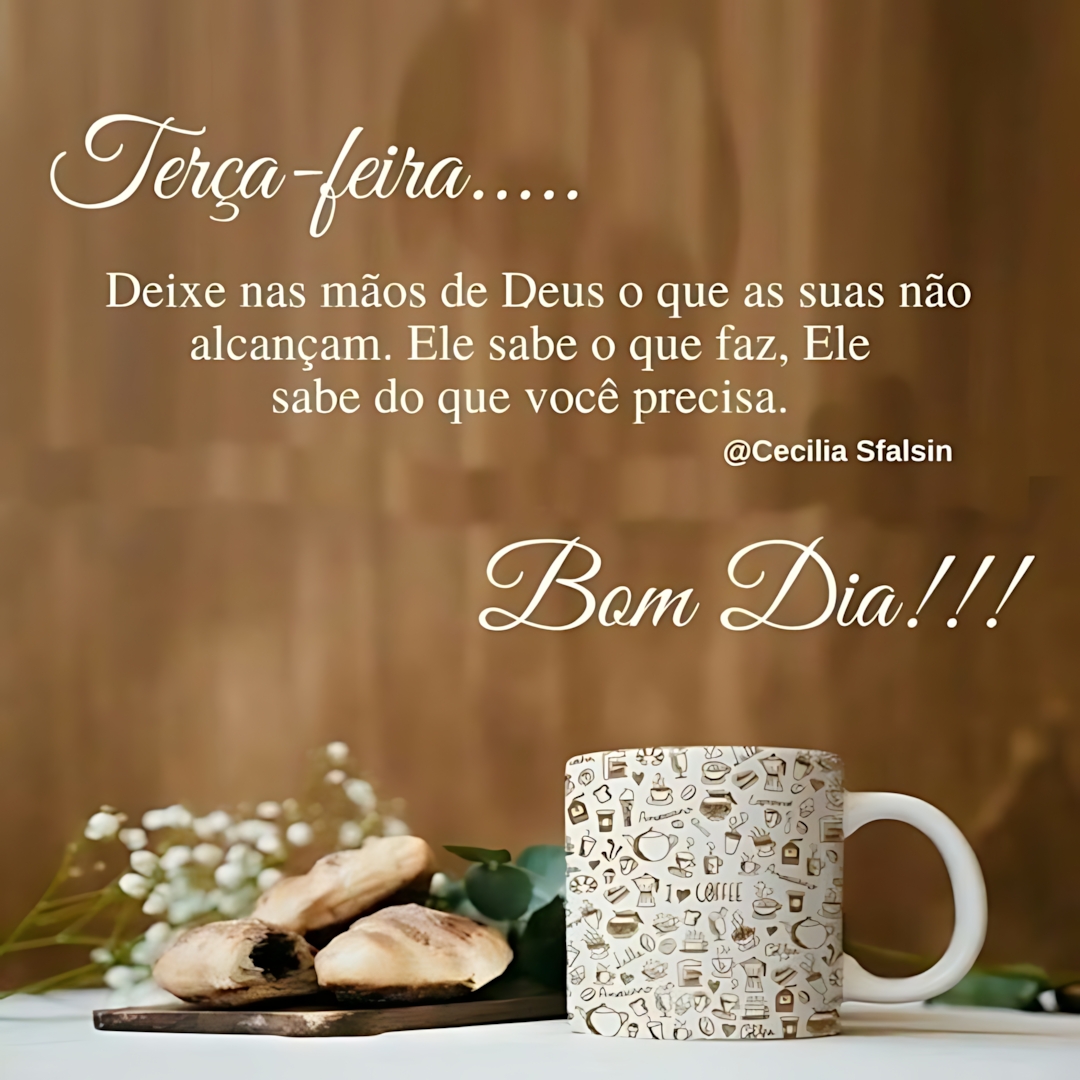 Terça-feira.....
Deixe nas mãos de Deus o que as suas não
alcançam. Ele sabe o que faz, Ele
sabe do que você precisa.
@Cecilia Sfalsin
Bom Dia!!!
I ♥ COFFEE